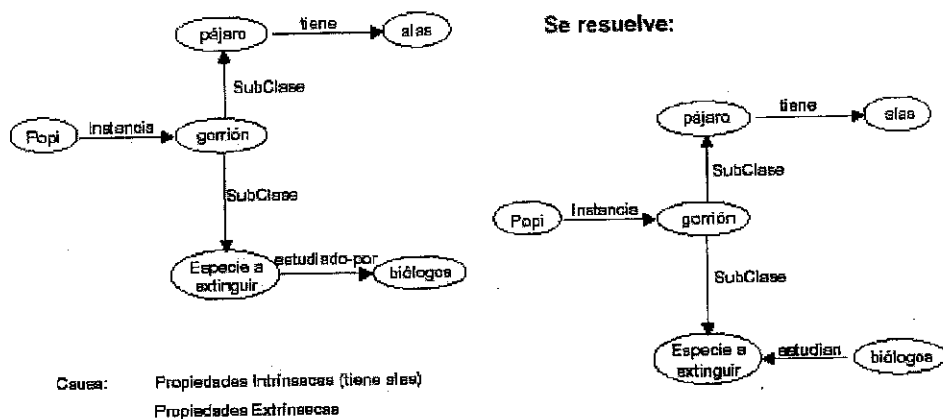 pájaro tiene alas
SubClase
Popi Instancia gorrión
SubClase
Especie a
extinguir
estudiado-por biólogos
Causa: Propiedades Intrínsecas (tiene alas)
Propiedades Extrínsecas
Se resuelve:
pájaro tiene alas
SubClase
Popi Instancia gorrión
SubClase
Especie a
extinguir
estudian biólogos